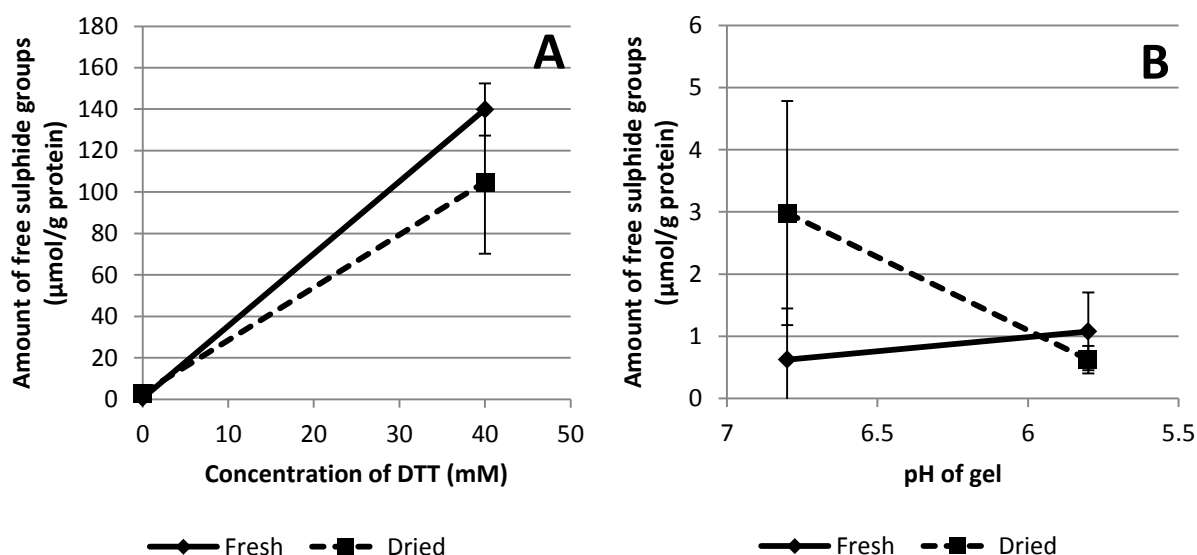 A
Amount of free sulphide groups
(µmol/g protein)
180
160
140
120
100
80
60
40
20
0
0 10 20 30 40 50
Concentration of DTT (mM)
Fresh Dried
B
Amount of free sulphide groups
(µmol/g protein)
6
5
4
3
2
1
0
7 6.5 6 5.5
pH of gel
Fresh Dried